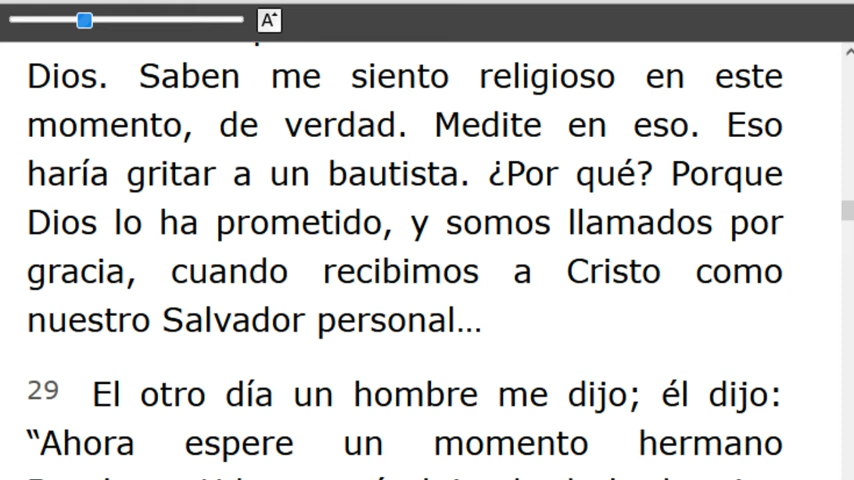 A
Dios. Saben me siento religioso en este
momento, de verdad. Medite en eso. Eso
haría gritar a un bautista. ¿Por qué? Porque
Dios lo ha prometido, y somos llamados por
gracia, cuando recibimos a Cristo como
nuestro Salvador personal…
29 El otro día un hombre me dijo; él dijo:
“Ahora espere un momento hermano